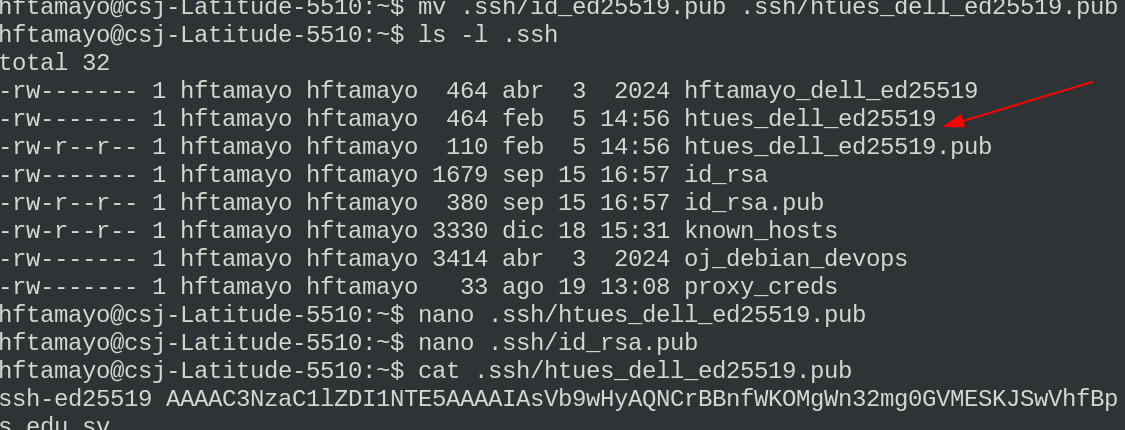 hftamayo@csj-Latitude-5510:~$ mv .ssh/id_ed25519.pub .ssh/htues_dell_ed25519.pub
hftamayo@csj-Latitude-5510:~$ ls -l .ssh
total 32
-rw------- 1 hftamayo hftamayo  464 abr  3  2024 hftamayo_dell_ed25519
-rw------- 1 hftamayo hftamayo  464 feb  5 14:56 htues_dell_ed25519
-rw-r--r-- 1 hftamayo hftamayo  110 feb  5 14:56 htues_dell_ed25519.pub
-rw------- 1 hftamayo hftamayo 1679 sep 15 16:57 id_rsa
-rw-r--r-- 1 hftamayo hftamayo  380 sep 15 16:57 id_rsa.pub
-rw-r--r-- 1 hftamayo hftamayo 3330 dic 18 15:31 known_hosts
-rw------- 1 hftamayo hftamayo 3414 abr  3  2024 oj_debian_devops
-rw------- 1 hftamayo hftamayo   33 ago 19 13:08 proxy_creds
hftamayo@csj-Latitude-5510:~$ nano .ssh/htues_dell_ed25519.pub
hftamayo@csj-Latitude-5510:~$ nano .ssh/id_rsa.pub
hftamayo@csj-Latitude-5510:~$ cat .ssh/htues_dell_ed25519.pub
ssh-ed25519 AAAAC3NzaC1lZDI1NTE5AAAAIAsVb9wHyAQNCrBBnfWKOMgWn32mg0GVMESKJSwVhfBp
s.edu.sv